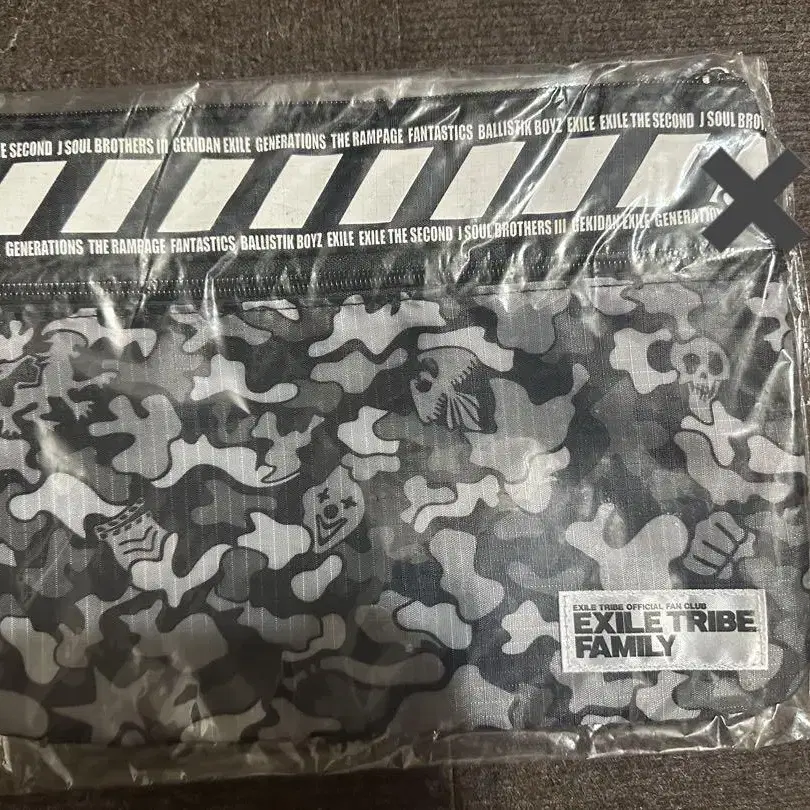 E SECOND J SOUL BROTHERS III GEKIDAN EXILE GENERATIONS THE RAMPAGE FANTASTICS BALLISTIK BOYZ EXILE EXILE THE SECOND J SOUL BRO
GENERATIONS THE RAMPAGE FANTASTICS BALLISTIK BOYZ EXILE EXILE THE SECOND J SOUL BROTHERS III GEKIDAN EXILE GENERATI
EXILE TRIBE OFFICIAL FAN CLUB
EXILE TRIBE
FAMILY